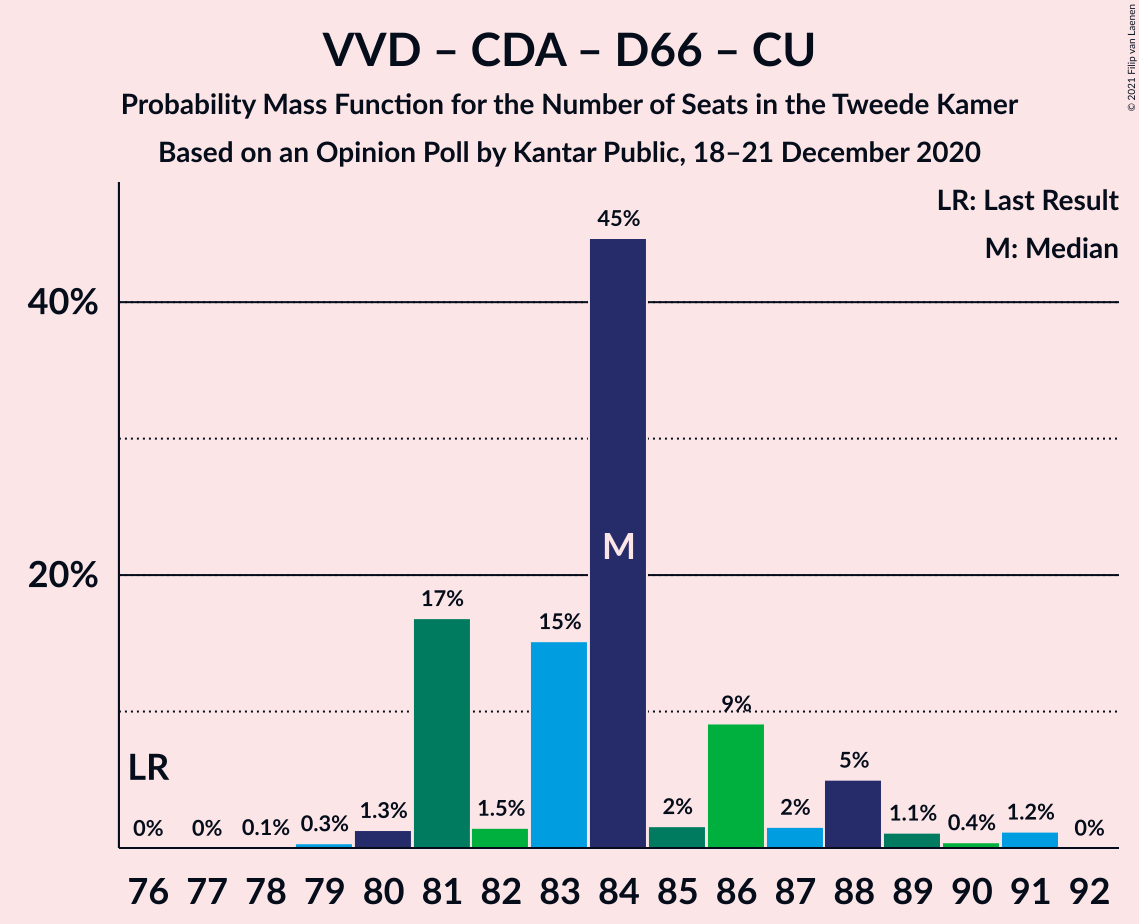 VVD – CDA – D66 – CU
Probability Mass Function for the Number of Seats in the Tweede Kamer
Based on an Opinion Poll by Kantar Public, 18–21 December 2020
© 2021 Filip van Laenen
LR: Last Result
M: Median
40%
20%
45%
M
17%
15%
9%
LR
5%
0%
0%
0.1%
0.3%
1.3%
1.5%
2%
2%
1.1%
0.4%
1.2%
0%
76 77 78 79 80 81 82 83 84 85 86 87 88 89 90 91 92